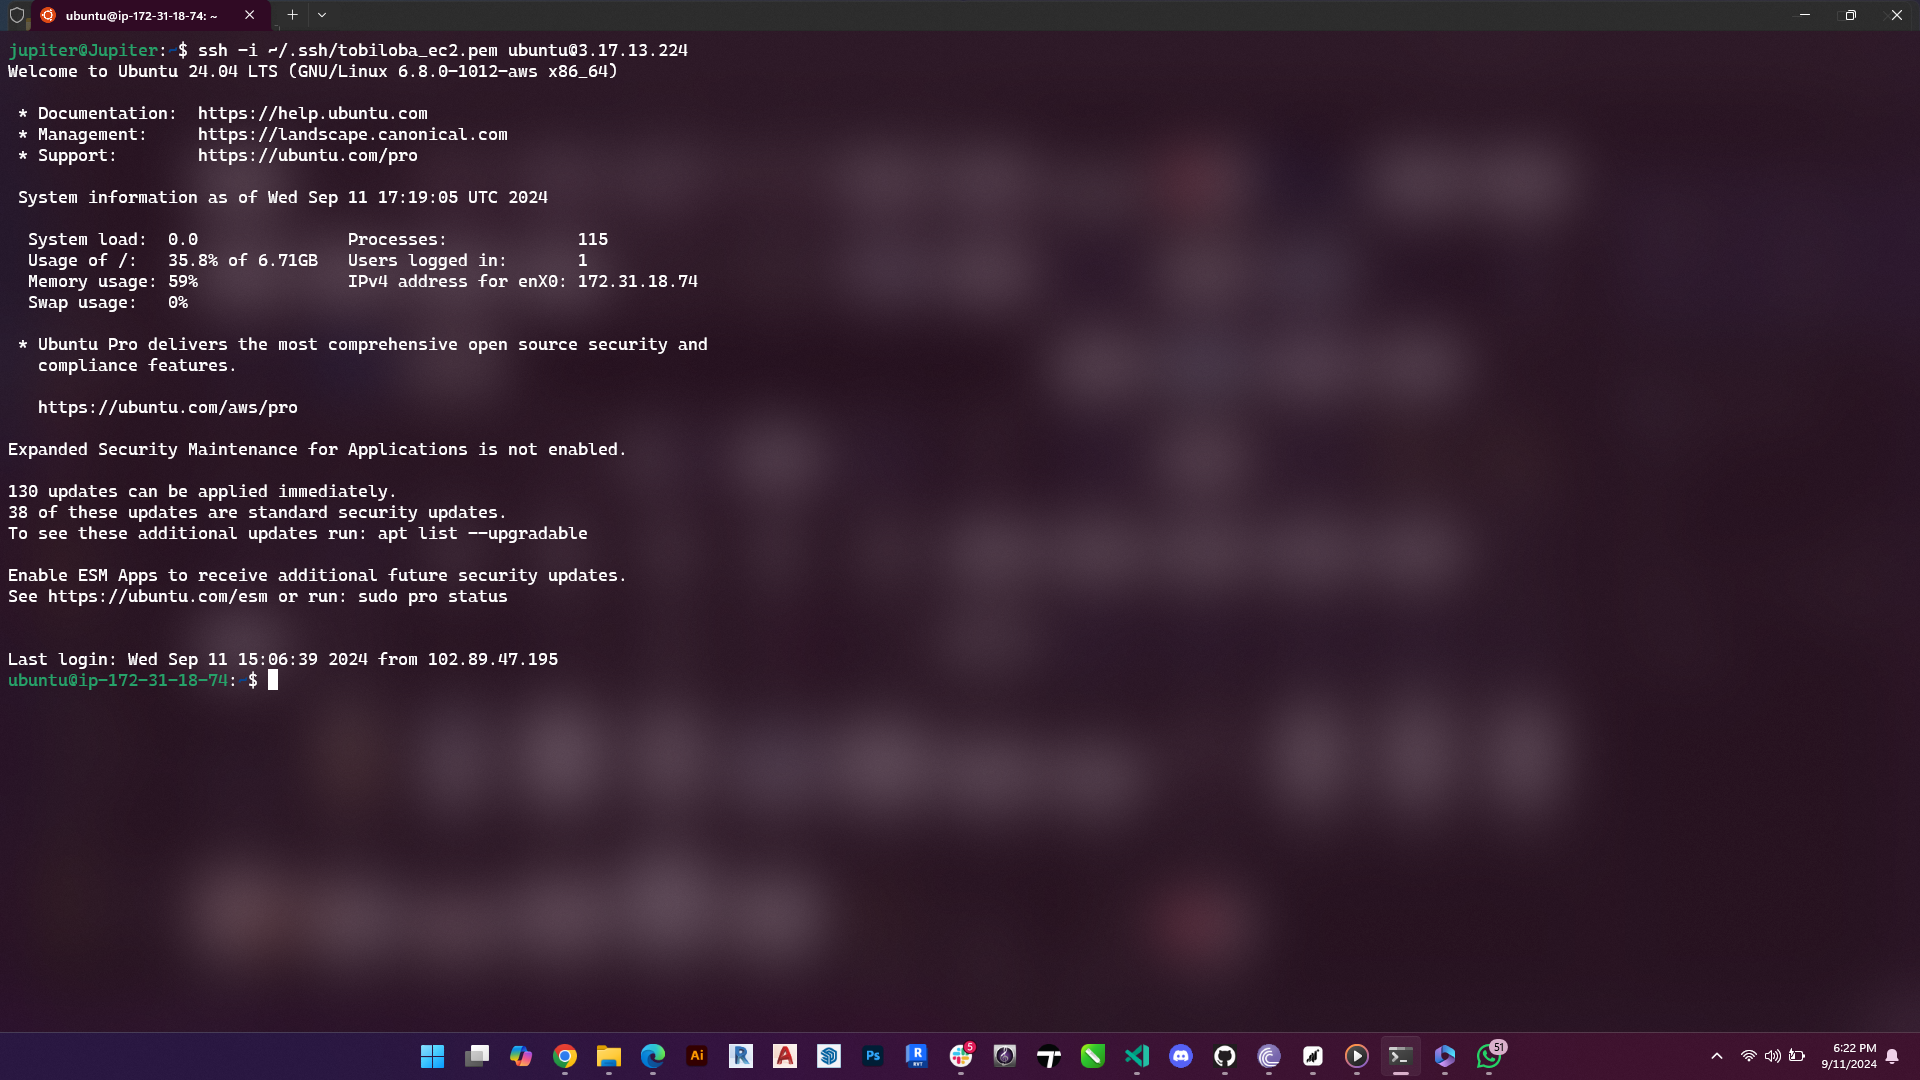 ubuntu@ip-172-31-18-74: ~
jupiter@Jupiter:~$ ssh -i ~/.ssh/tobiloba_ec2.pem ubuntu@3.17.13.224
Welcome to Ubuntu 24.04 LTS (GNU/Linux 6.8.0-1012-aws x86_64)
* Documentation: https://help.ubuntu.com
* Management: https://landscape.canonical.com
* Support: https://ubuntu.com/pro
System information as of Wed Sep 11 17:19:05 UTC 2024
System load: 0.0 Processes: 115
Usage of /: 35.8% of 6.71GB Users logged in: 1
Memory usage: 59% IPv4 address for enX0: 172.31.18.74
Swap usage: 0%
* Ubuntu Pro delivers the most comprehensive open source security and
compliance features.
https://ubuntu.com/aws/pro
Expanded Security Maintenance for Applications is not enabled.
130 updates can be applied immediately.
38 of these updates are standard security updates.
To see these additional updates run: apt list --upgradable
Enable ESM Apps to receive additional future security updates.
See https://ubuntu.com/esm or run: sudo pro status
Last login: Wed Sep 11 15:06:39 2024 from 102.89.47.195
ubuntu@ip-172-31-18-74:~$
Ai R A Ps R RVT 5 51
6:22 PM
9/11/2024